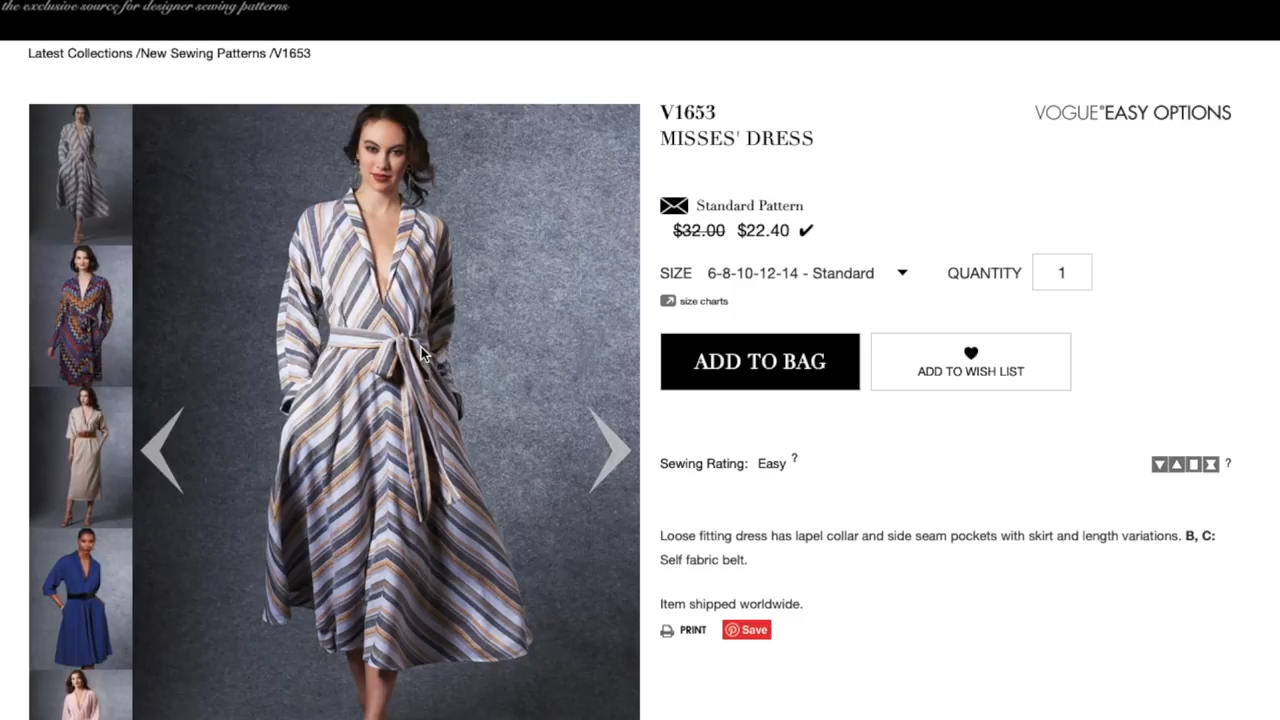 the exclusive source for designer sewing patterns
Latest Collections /New Sewing Patterns /V1653
V1653
VOGUE®EASY OPTIONS
MISSES' DRESS
Standard Pattern
$32.00 $22.40 ✔
SIZE 6-8-10-12-14 - Standard QUANTITY 1
size charts
ADD TO BAG
ADD TO WISH LIST
Sewing Rating: Easy ?
?
Loose fitting dress has lapel collar and side seam pockets with skirt and length variations. B, C:
Self fabric belt.
Item shipped worldwide.
PRINT Save